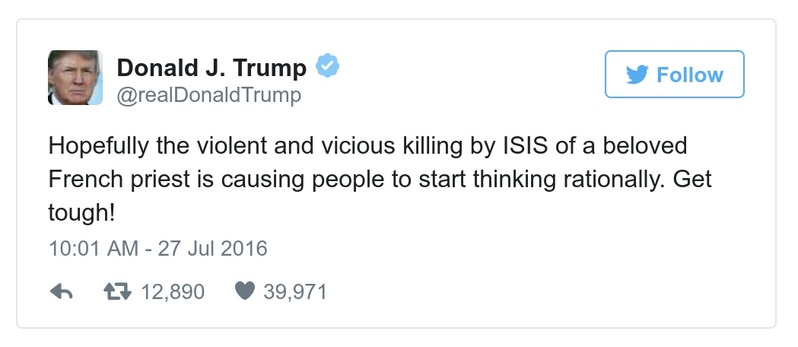 Donald J. Trump
@realDonaldTrump
Follow
Hopefully the violent and vicious killing by ISIS of a beloved
French priest is causing people to start thinking rationally. Get
tough!
10:01 AM - 27 Jul 2016
12,890 39,971